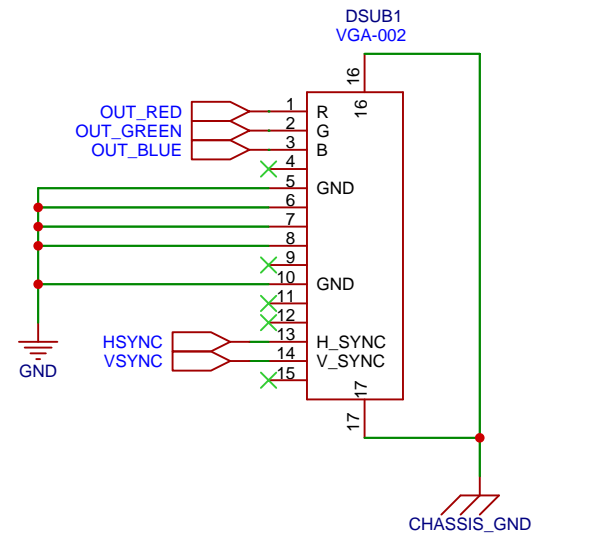 DSUB1
VGA-002
16
16
OUT_RED 1 R
OUT_GREEN 2 G
OUT_BLUE 3 B
4
5 GND
6
7
8
9
10 GND
11
12
HSYNC 13 H_SYNC
VSYNC 14 V_SYNC
GND
15
17
17
CHASSIS_GND